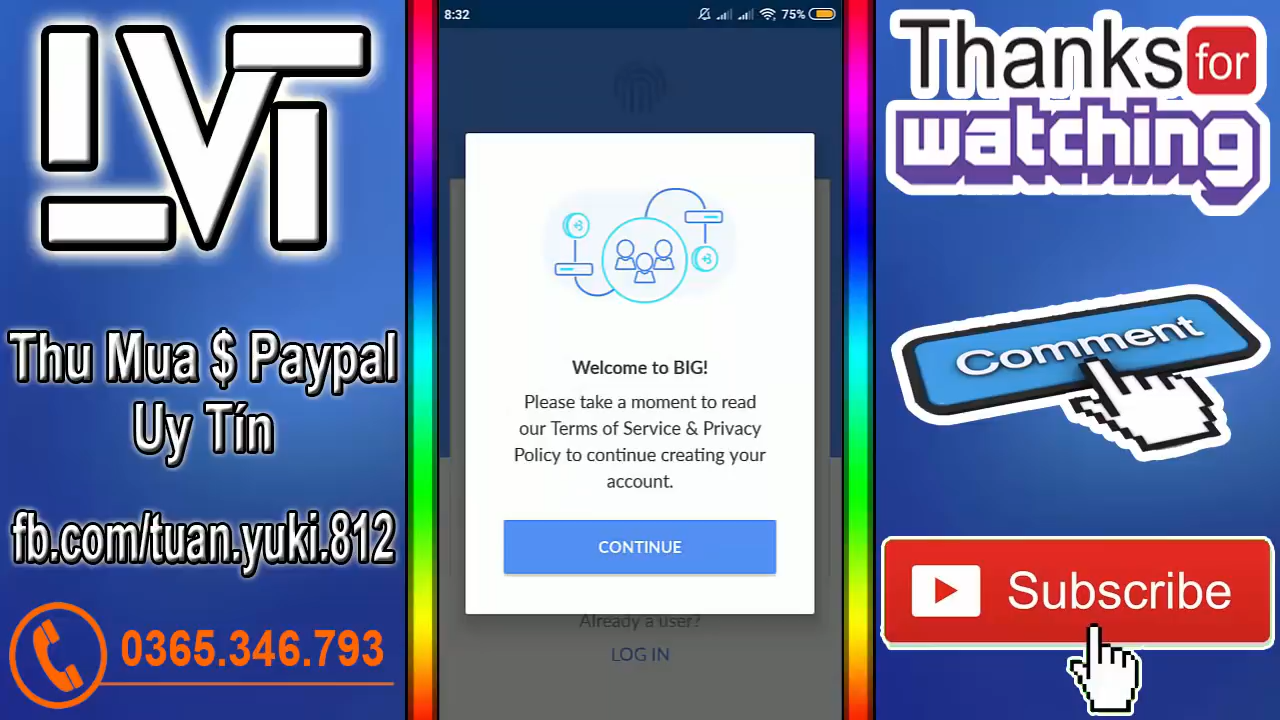 LVT
Thu Mua $ Paypal
Uy Tín
fb.com/tuan.yuki.812
0365.346.793
8:32
75%
Welcome to BIG!
Please take a moment to read
our Terms of Service & Privacy
Policy to continue creating your
account.
CONTINUE
Already a user?
LOG IN
Thanks for
watching
Comment
Subscribe